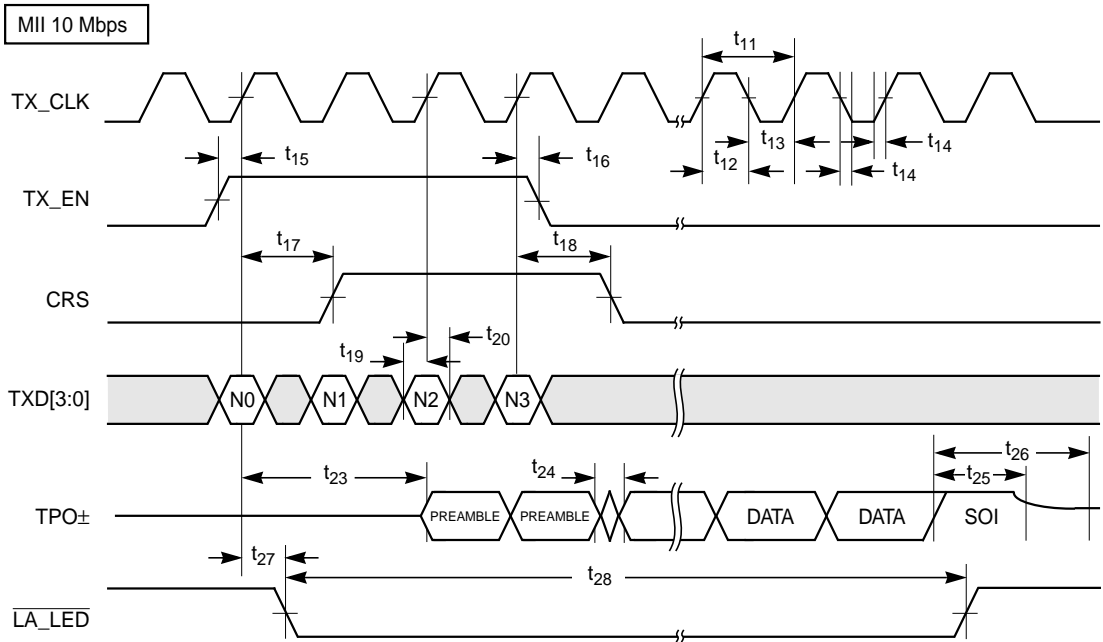 MII 10 Mbps
t11
TX_CLK
t13
t14
t12
t14
t15
t16
TX_EN
t17
t18
CRS
t20
t19
TXD[3:0]
N0
N1
N2
N3
t26
t23
t24
t25
TPO±
PREAMBLE
PREAMBLE
DATA
DATA
SOI
t27
t28
LA_LED